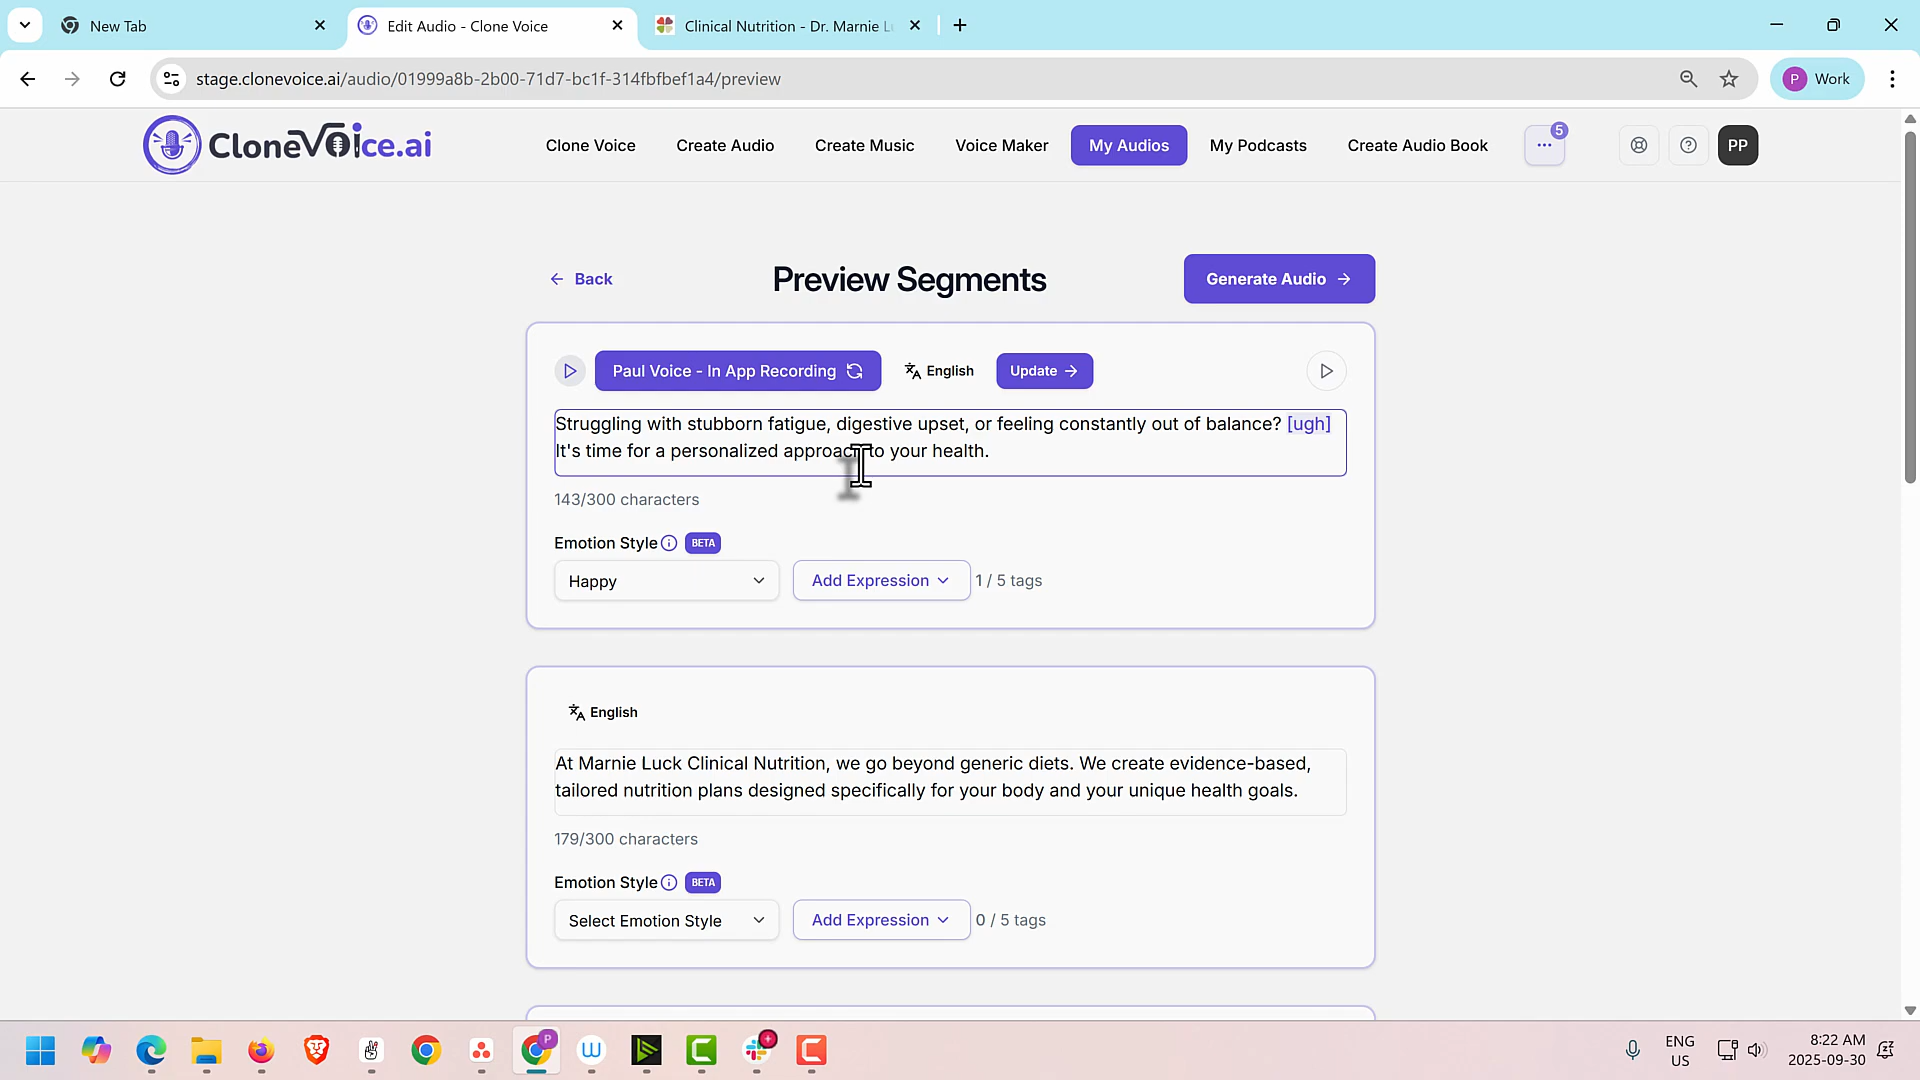 New Tab
Edit Audio - Clone Voice
Clinical Nutrition - Dr. Marnie L
stage.clonevoice.ai/audio/01999a8b-2b00-71d7-bc1f-314fbfbef1a4/preview
P Work
CloneVoice.ai
Clone Voice
Create Audio
Create Music
Voice Maker
My Audios
My Podcasts
Create Audio Book
5
PP
Back
Preview Segments
Generate Audio
Paul Voice - In App Recording
English
Update
Struggling with stubborn fatigue, digestive upset, or feeling constantly out of balance? [ugh]
It's time for a personalized approach to your health.
143/300 characters
Emotion Style BETA
Happy
Add Expression
1 / 5 tags
English
At Marnie Luck Clinical Nutrition, we go beyond generic diets. We create evidence-based,
tailored nutrition plans designed specifically for your body and your unique health goals.
179/300 characters
Emotion Style BETA
Select Emotion Style
Add Expression
0 / 5 tags
P
ENG
US
8:22 AM
2025-09-30